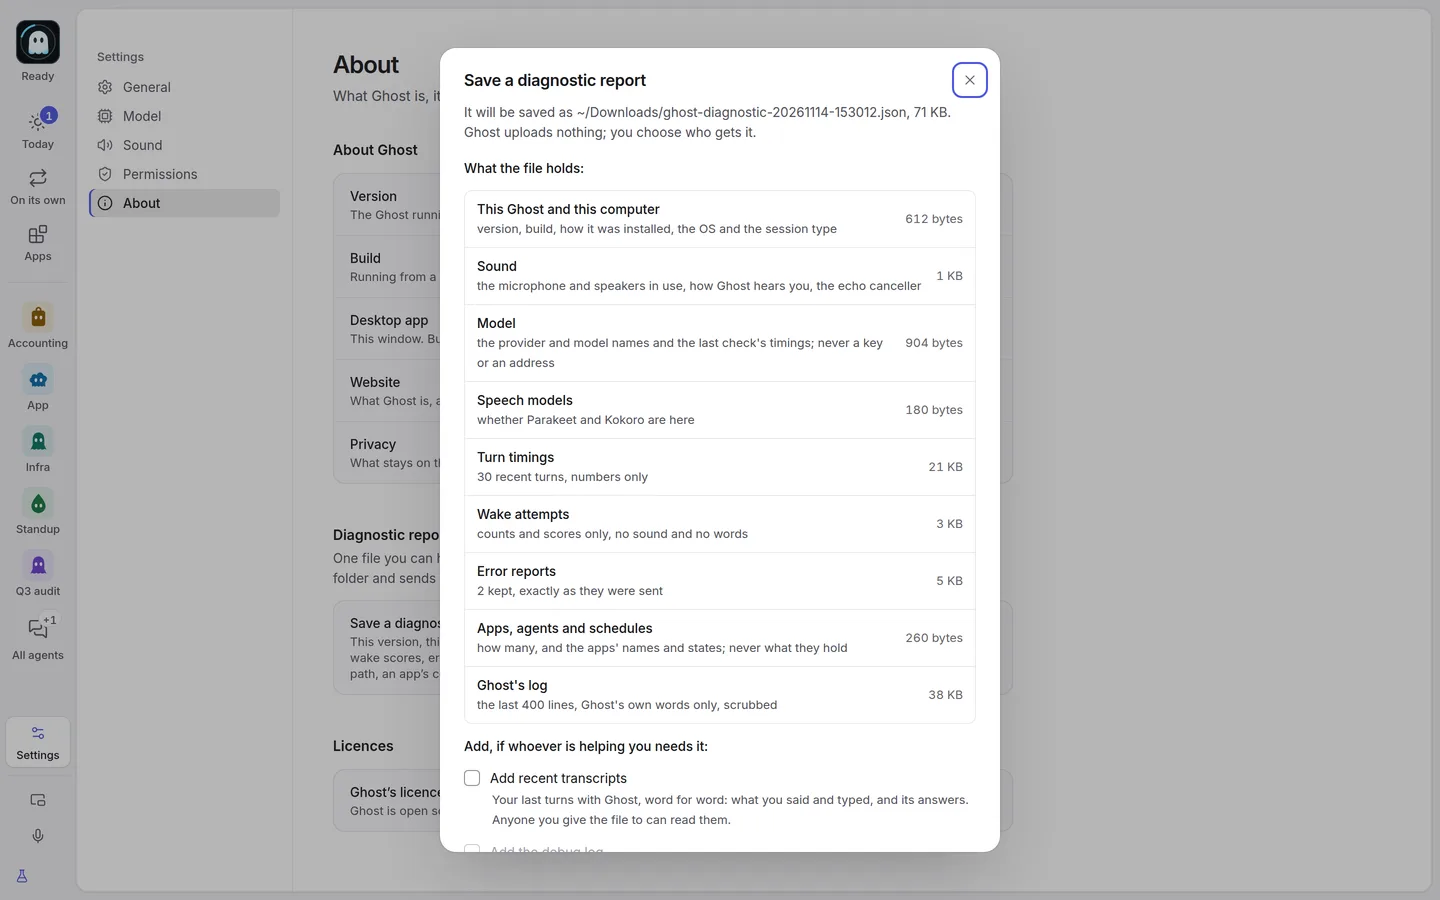 Ready
1
Today
On its own
Apps
Accounting
App
Infra
Standup
Q3 audit
+1
All agents
Settings
Settings
General
Model
Sound
Permissions
About
About
What Ghost is, it
About Ghost
Version
The Ghost runni
Build
Running from a
Desktop app
This window. Bu
Website
What Ghost is, a
Privacy
What stays on th
Diagnostic repo
One file you can h
folder and sends
Save a diagnos
This version, thi
wake scores, er
path, an app's c
Licences
Ghost's licence
Ghost is open so
Save a diagnostic report
It will be saved as ~/Downloads/ghost-diagnostic-20261114-153012.json, 71 KB.
Ghost uploads nothing; you choose who gets it.
What the file holds:
This Ghost and this computer
version, build, how it was installed, the OS and the session type
612 bytes
Sound
the microphone and speakers in use, how Ghost hears you, the echo canceller
1 KB
Model
the provider and model names and the last check's timings; never a key
or an address
904 bytes
Speech models
whether Parakeet and Kokoro are here
180 bytes
Turn timings
30 recent turns, numbers only
21 KB
Wake attempts
counts and scores only, no sound and no words
3 KB
Error reports
2 kept, exactly as they were sent
5 KB
Apps, agents and schedules
how many, and the apps' names and states; never what they hold
260 bytes
Ghost's log
the last 400 lines, Ghost's own words only, scrubbed
38 KB
Add, if whoever is helping you needs it:
Add recent transcripts
Your last turns with Ghost, word for word: what you said and typed, and its answers.
Anyone you give the file to can read them.
Add the debug log